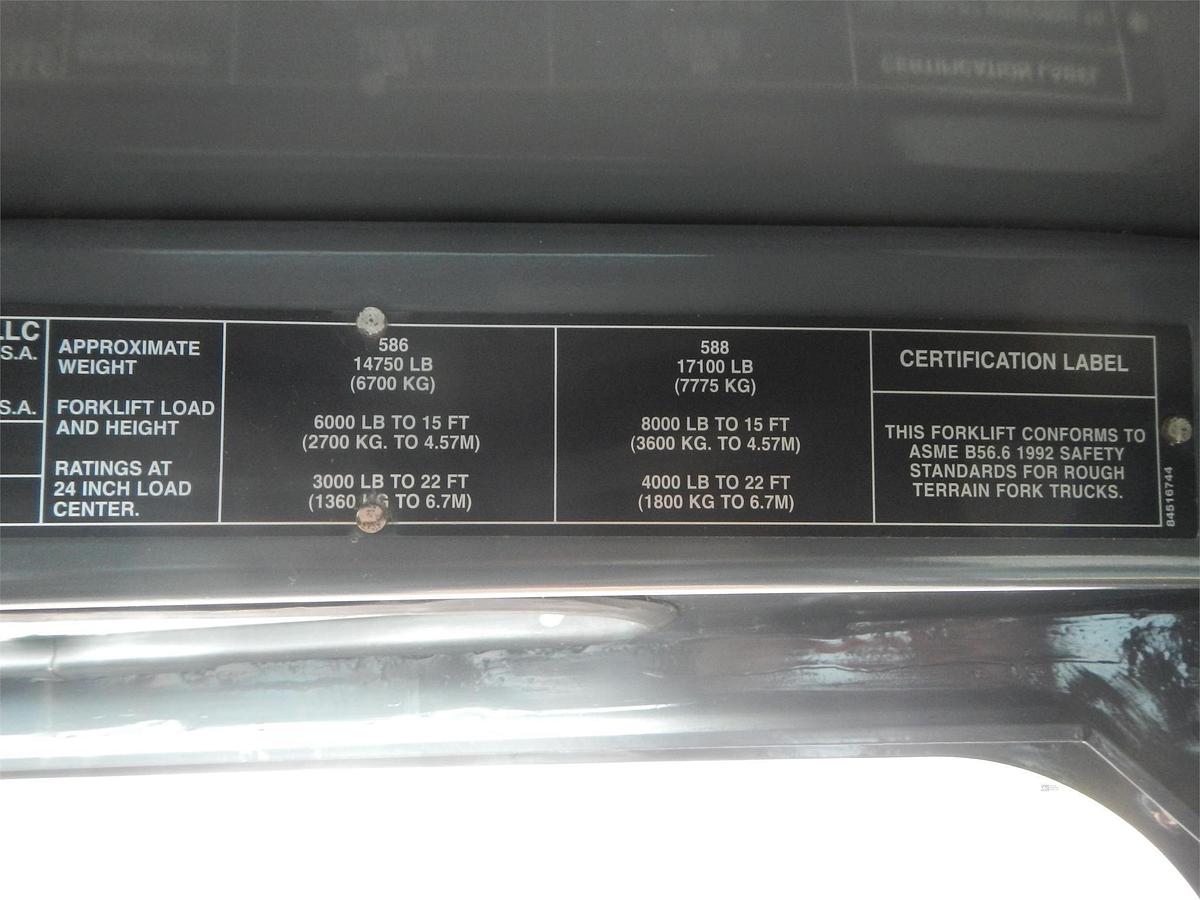 LLC
S.A.
S.A.
APPROXIMATE
WEIGHT
FORKLIFT LOAD
AND HEIGHT
RATINGS AT
24 INCH LOAD
CENTER.
586
14750 LB
(6700 KG)
6000 LB TO 15 FT
(2700 KG. TO 4.57M)
3000 LB TO 22 FT
(1360 KG TO 6.7M)
588
17100 LB
(7775 KG)
8000 LB TO 15 FT
(3600 KG. TO 4.57M)
4000 LB TO 22 FT
(1800 KG TO 6.7M)
CERTIFICATION LABEL
THIS FORKLIFT CONFORMS TO
ASME B56.6 1992 SAFETY
STANDARDS FOR ROUGH
TERRAIN FORK TRUCKS.
84516744